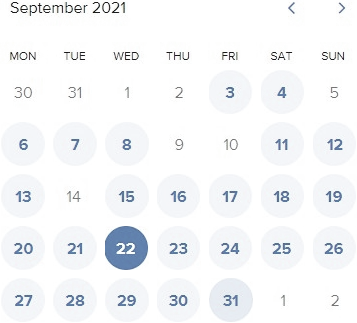 September 2021
MON TUE WED THU FRI SAT SUN
30 31 1 2 3 4 5
6 7 8 9 10 11 12
13 14 15 16 17 18 19
20 21 22 23 24 25 26
27 28 29 30 31 1 2